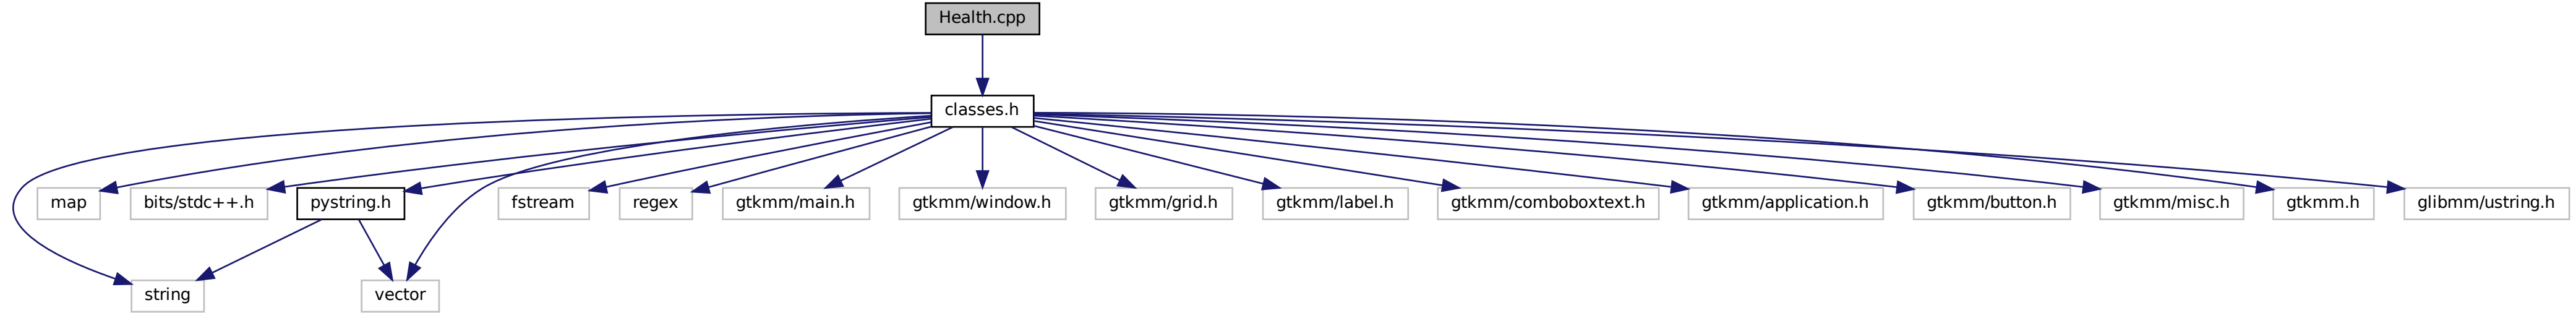 Health.cpp
classes.h
map
bits/stdc++.h
pystring.h
fstream
regex
gtkmm/main.h
gtkmm/window.h
gtkmm/grid.h
gtkmm/label.h
gtkmm/comboboxtext.h
gtkmm/application.h
gtkmm/button.h
gtkmm/misc.h
gtkmm.h
glibmm/ustring.h
string
vector